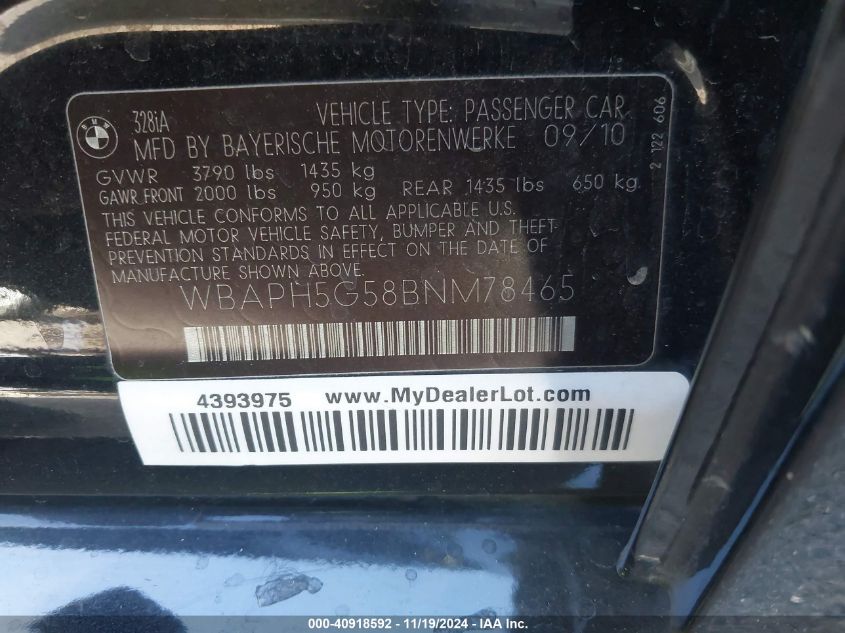 BMW
328iA
VEHICLE TYPE: PASSENGER CAR
MFD BY BAYERISCHE MOTORENWERKE 09/10
GVWR 3790 lbs 1435 kg
GAWR FRONT 2000 lbs 950 kg REAR 1435 lbs 650 kg
THIS VEHICLE CONFORMS TO ALL APPLICABLE U.S.
FEDERAL MOTOR VEHICLE SAFETY, BUMPER AND THEFT
PREVENTION STANDARDS IN EFFECT ON THE DATE OF
MANUFACTURE SHOWN ABOVE.
WBAPH5G58BNM78465
2 122 606
4393975 www.MyDealerLot.com
000-40918592 - 11/19/2024 - IAA Inc.